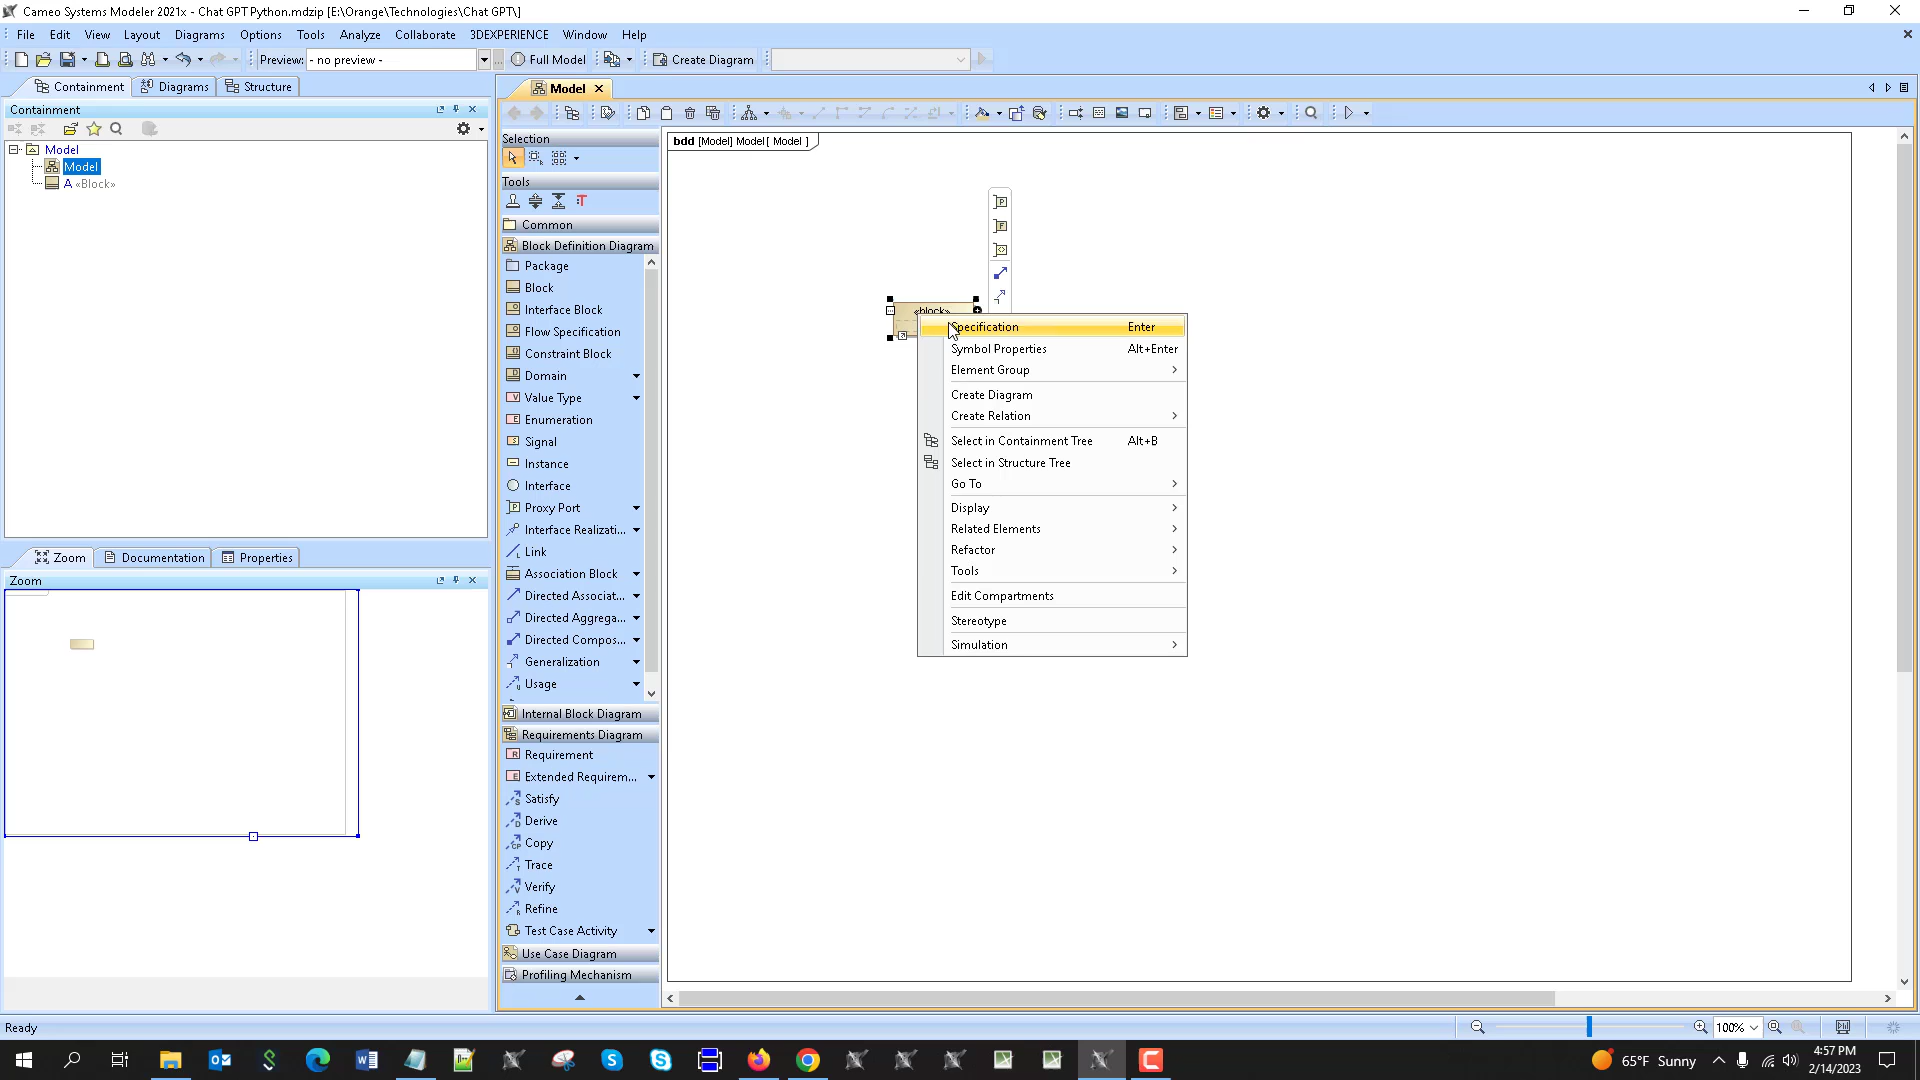 Cameo Systems Modeler 2021x - Chat GPT Python.mdzip [E:\Orange\Technologies\Chat GPT\]
File Edit View Layout Diagrams Options Tools Analyze Collaborate 3DEXPERIENCE Window Help
Preview: - no preview - Full Model Create Diagram
Containment Diagrams Structure
Containment
Model
Model
A «Block»
Zoom Documentation Properties
Zoom
Model
Selection
Tools
Common
Block Definition Diagram
Package
Block
Interface Block
Flow Specification
Constraint Block
Domain
Value Type
Enumeration
Signal
Instance
Interface
Proxy Port
Interface Realizati...
Link
Association Block
Directed Associat...
Directed Aggrega...
Directed Compos...
Generalization
Usage
Internal Block Diagram
Requirements Diagram
Requirement
Extended Requirem...
Satisfy
Derive
Copy
Trace
Verify
Refine
Test Case Activity
Use Case Diagram
Profiling Mechanism
bdd [Model] Model[ Model ]
«block»
Specification Enter
Symbol Properties Alt+Enter
Element Group
Create Diagram
Create Relation
Select in Containment Tree Alt+B
Select in Structure Tree
Go To
Display
Related Elements
Refactor
Tools
Edit Compartments
Stereotype
Simulation
Ready
100%
65°F Sunny
4:57 PM
2/14/2023